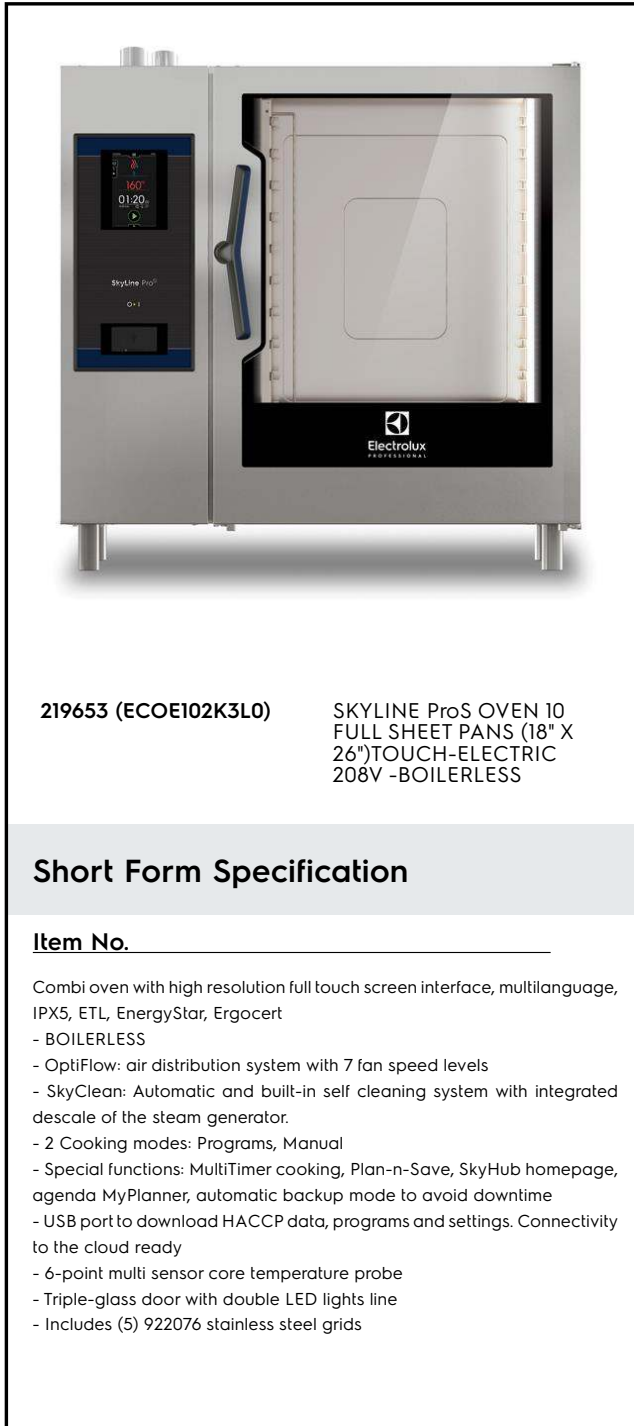 160°
01:20
SkyLine ProS
Electrolux
PROFESSIONAL
219653 (ECOE102K3L0)
SKYLINE ProS OVEN 10
FULL SHEET PANS (18" X
26")TOUCH-ELECTRIC
208V -BOILERLESS
Short Form Specification
Item No.
Combi oven with high resolution full touch screen interface, multilanguage,
IPX5, ETL, EnergyStar, Ergocert
- BOILERLESS
- OptiFlow: air distribution system with 7 fan speed levels
- SkyClean: Automatic and built-in self cleaning system with integrated
descale of the steam generator.
- 2 Cooking modes: Programs, Manual
- Special functions: MultiTimer cooking, Plan-n-Save, SkyHub homepage,
agenda MyPlanner, automatic backup mode to avoid downtime
- USB port to download HACCP data, programs and settings. Connectivity
to the cloud ready
- 6-point multi sensor core temperature probe
- Triple-glass door with double LED lights line
- Includes (5) 922076 stainless steel grids